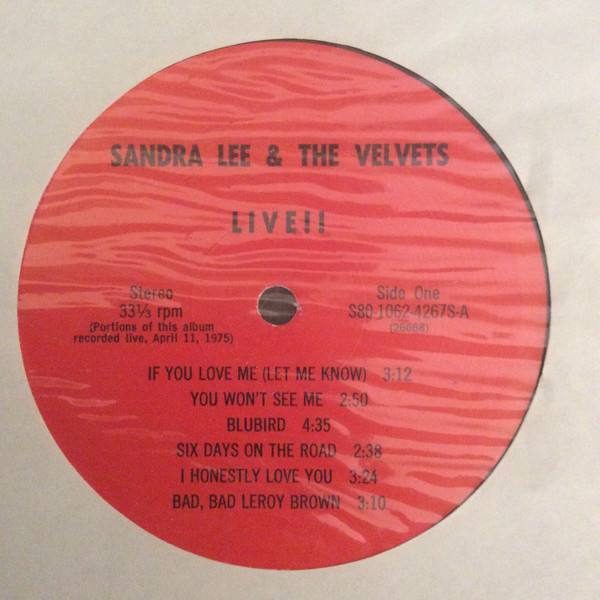 SANDRA LEE & THE VELVETS
LIVE!!
Stereo
33⅓ rpm
(Portions of this album
recorded live, April 11, 1975)
Side One
S80-1062-4267S-A
(26668)
IF YOU LOVE ME (LET ME KNOW) 3:12
YOU WON'T SEE ME 2:50
BLUBIRD 4:35
SIX DAYS ON THE ROAD 2:38
I HONESTLY LOVE YOU 3:24
BAD, BAD LEROY BROWN 3:10